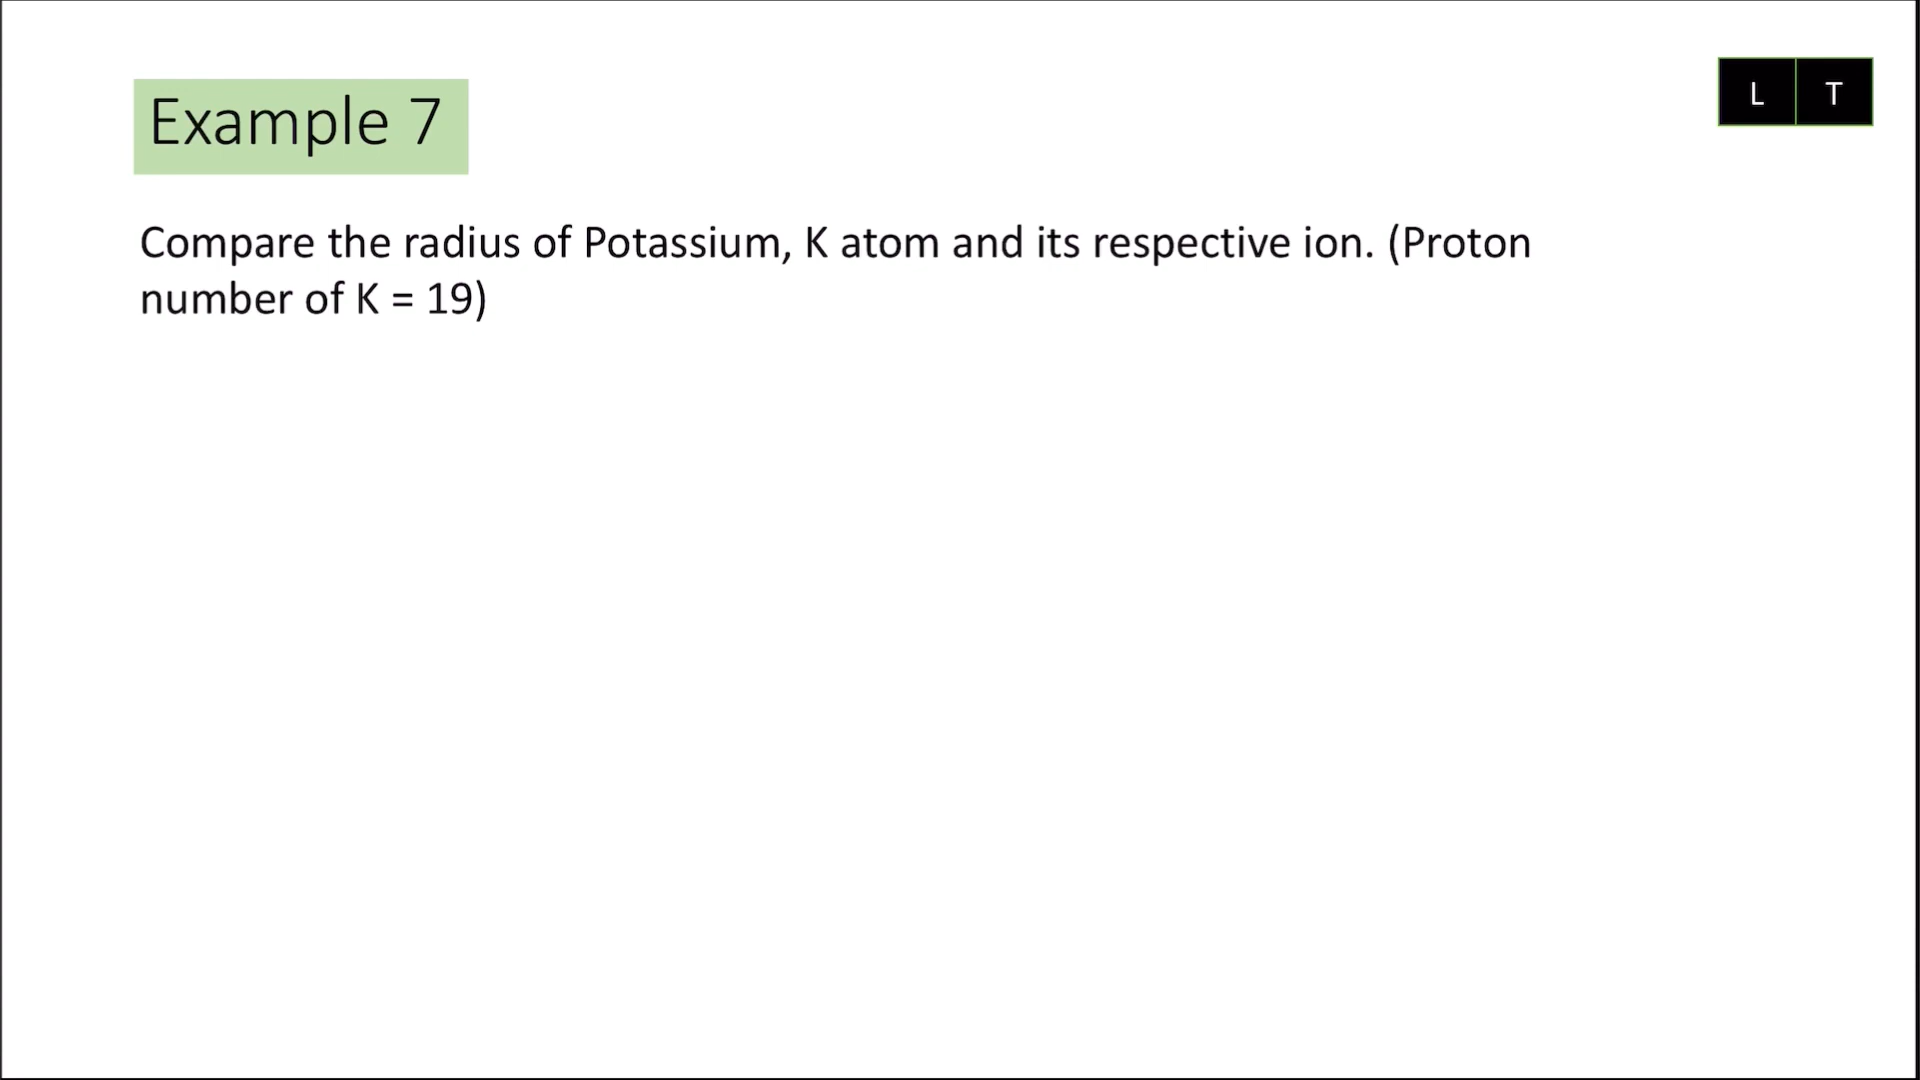 Example 7
L T
Compare the radius of Potassium, K atom and its respective ion. (Proton
number of K = 19)